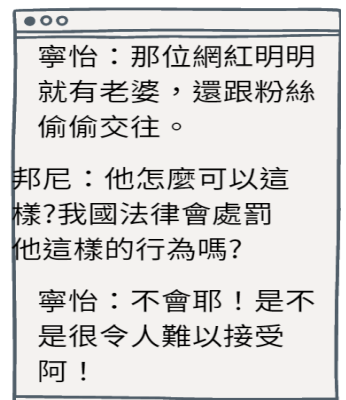 寧怡：那位網紅明明
就有老婆，還跟粉絲
偷偷交往。
邦尼：他怎麼可以這
樣?我國法律會處罰
他這樣的行為嗎?
寧怡：不會耶！是不
是很令人難以接受
阿！